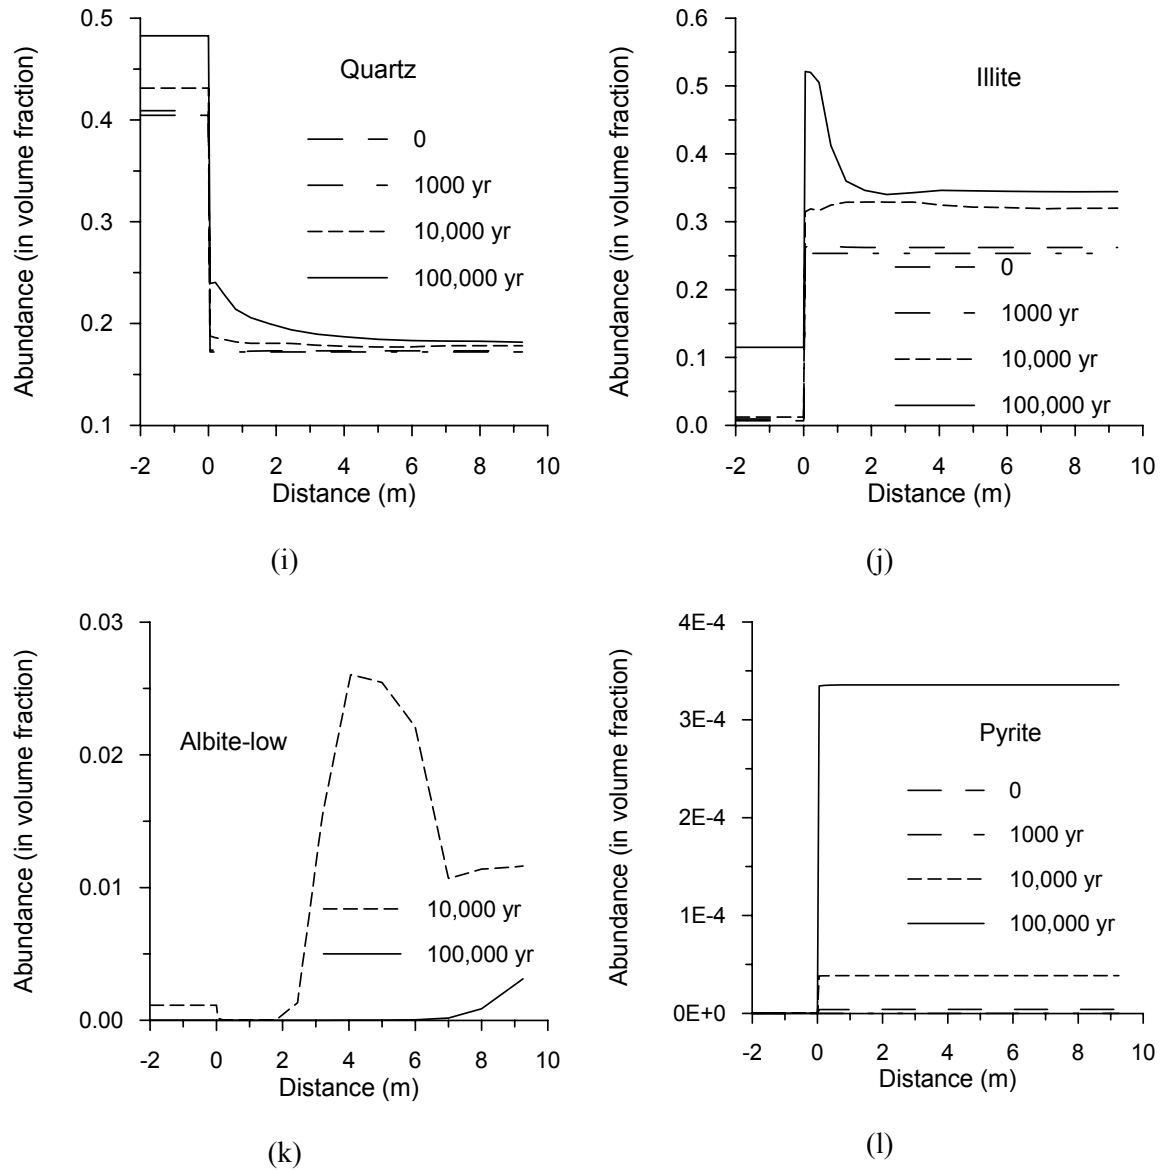 Abundance (in volume fraction)
0.5
0.4
0.3
0.2
0.1
Quartz
0
1000 yr
10,000 yr
100,000 yr
-2 0 2 4 6 8 10
Distance (m)
(i)
Abundance (in volume fraction)
0.6
0.5
0.4
0.3
0.2
0.1
0.0
Illite
0
1000 yr
10,000 yr
100,000 yr
-2 0 2 4 6 8 10
Distance (m)
(j)
Abundance (in volume fraction)
0.03
0.02
0.01
0.00
Albite-low
10,000 yr
100,000 yr
-2 0 2 4 6 8 10
Distance (m)
(k)
Abundance (in volume fraction)
4E-4
3E-4
2E-4
1E-4
0E+0
Pyrite
0
1000 yr
10,000 yr
100,000 yr
-2 0 2 4 6 8 10
Distance (m)
(l)